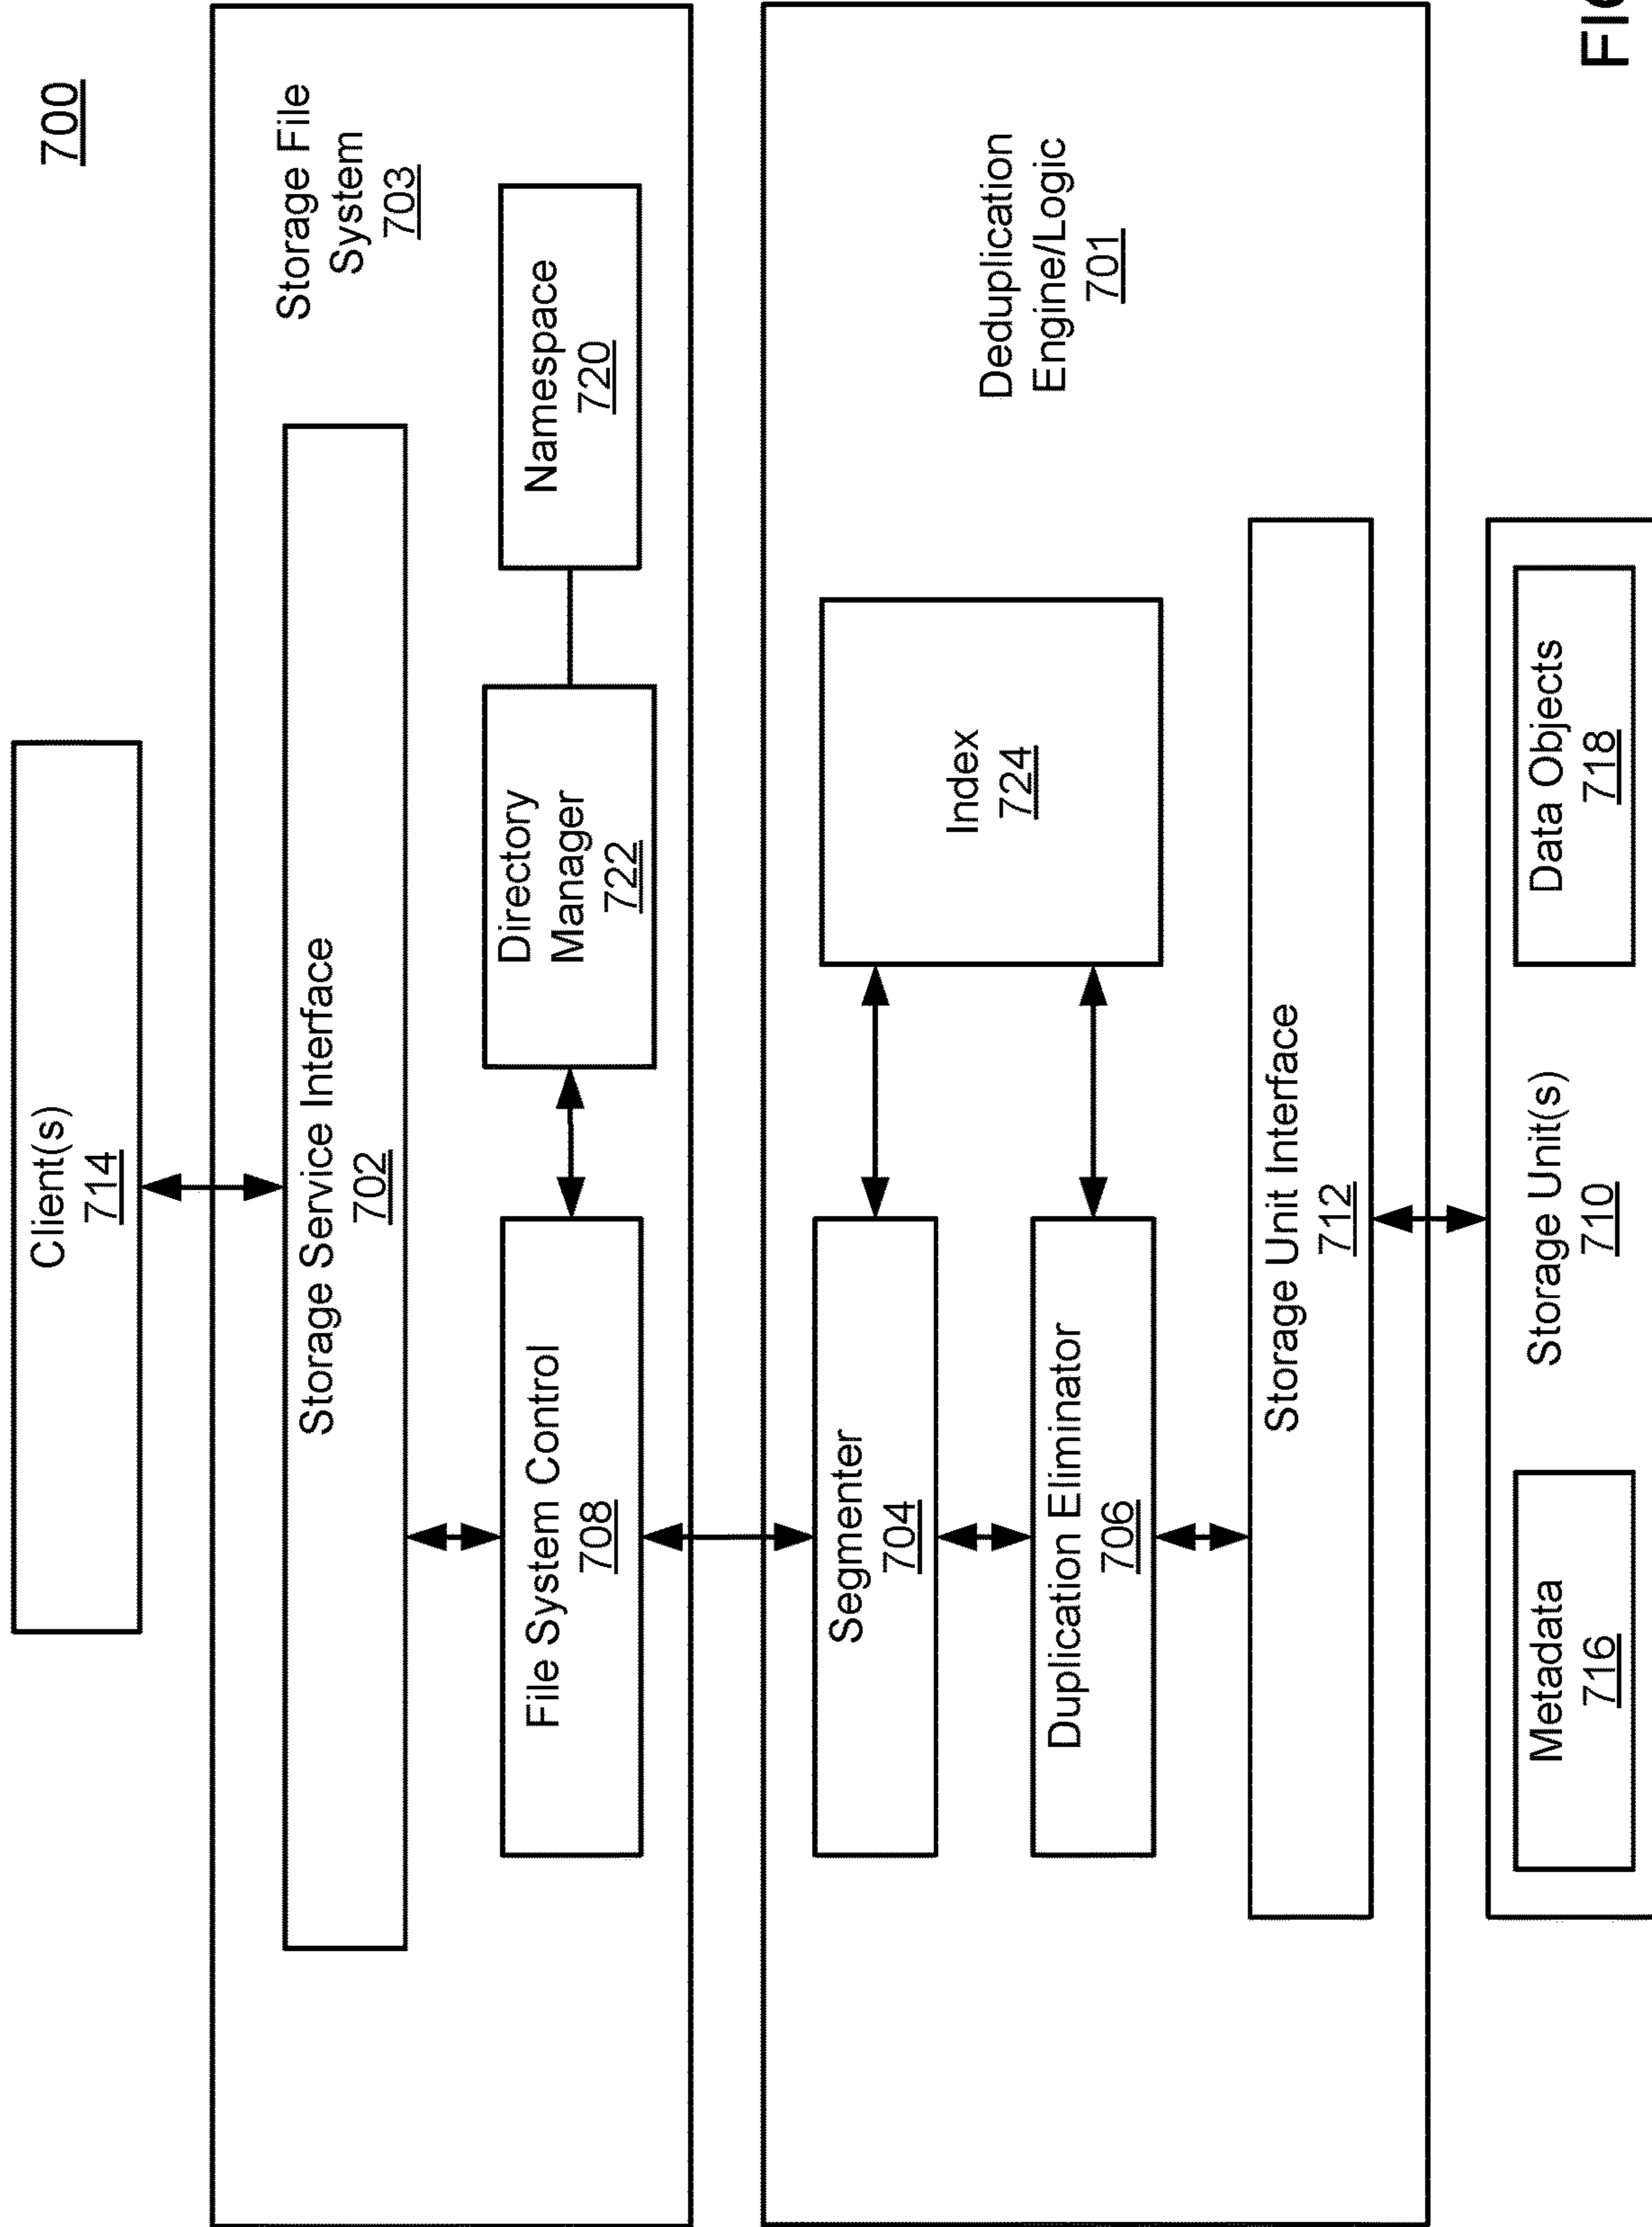 700
Client(s)
714
Storage File
System
703
Storage Service Interface
702
File System Control
708
Directory
Manager
722
Namespace
720
Deduplication
Engine/Logic
701
Segmenter
704
Index
724
Duplication Eliminator
706
Storage Unit Interface
712
Metadata
716
Storage Unit(s)
710
Data Objects
718